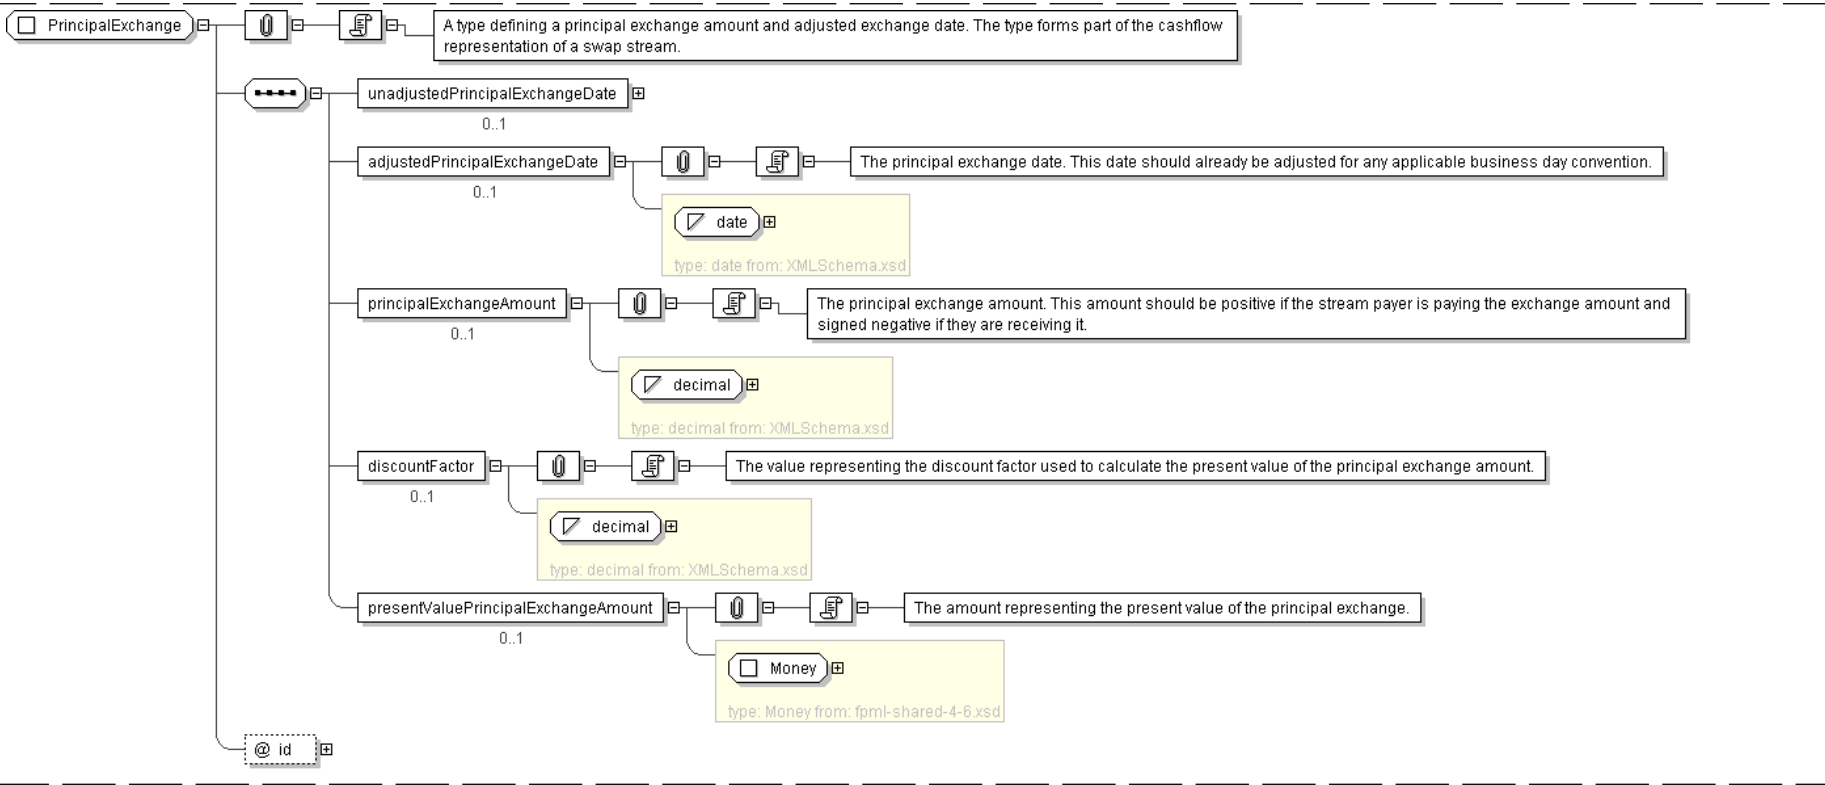 PrincipalExchange
A type defining a principal exchange amount and adjusted exchange date. The type forms part of the cashflow
representation of a swap stream.
unadjustedPrincipalExchangeDate
0..1
adjustedPrincipalExchangeDate
The principal exchange date. This date should already be adjusted for any applicable business day convention.
0..1
date
type: date from: XMLSchema.xsd
principalExchangeAmount
The principal exchange amount. This amount should be positive if the stream payer is paying the exchange amount and
signed negative if they are receiving it.
0..1
decimal
type: decimal from: XMLSchema.xsd
discountFactor
The value representing the discount factor used to calculate the present value of the principal exchange amount.
0..1
decimal
type: decimal from: XMLSchema.xsd
presentValuePrincipalExchangeAmount
The amount representing the present value of the principal exchange.
0..1
Money
type: Money from: fpml-shared-4-6.xsd
@ id